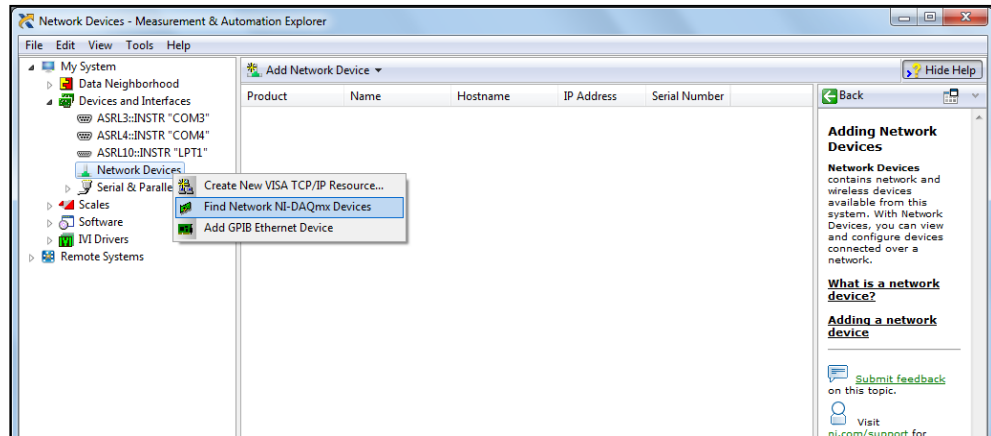 Network Devices - Measurement & Automation Explorer
File Edit View Tools Help
My System
Data Neighborhood
Devices and Interfaces
ASRL3::INSTR "COM3"
ASRL4::INSTR "COM4"
ASRL10::INSTR "LPT1"
Network Devices
Serial & Paralle
Scales
Software
IVI Drivers
Remote Systems
Create New VISA TCP/IP Resource...
Find Network NI-DAQmx Devices
Add GPIB Ethernet Device
Add Network Device
Hide Help
Product Name Hostname IP Address Serial Number
Back
Adding Network
Devices
Network Devices
contains network and
wireless devices
available from this
system. With Network
Devices, you can view
and configure devices
connected over a
network.
What is a network
device?
Adding a network
device
Submit feedback
on this topic.
Visit
ni.com/support for